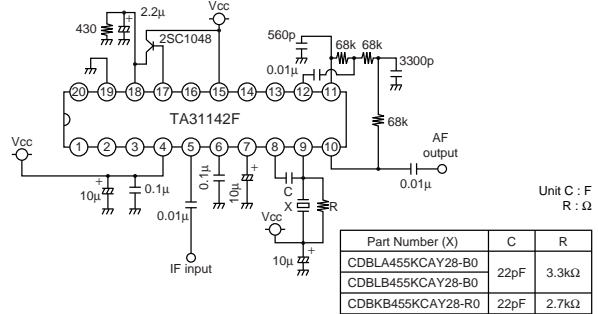 Vcc
2.2μ
430
+
2SC1048
560p
68k 68k
0.01μ
3300p
20 19 18 17 16 15 14 13 12 11
TA31142F
68k
1 2 3 4 5 6 7 8 9 10
AF
output
Vcc
+
10μ
0.1μ
0.01μ
0.1μ
10μ
+
C
X
R
0.01μ
Vcc
+
10μ
IF input
Unit C : F
R : Ω
Part Number (X) C R
CDBLA455KCAY28-B0
CDBLB455KCAY28-B0
22pF 3.3kΩ
CDBKB455KCAY28-R0 22pF 2.7kΩ